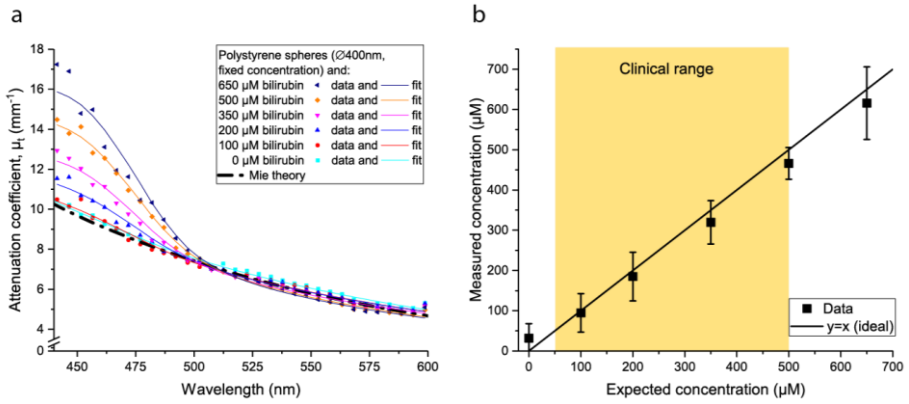 a
Attenuation coefficient, μt (mm-1)
18
16
14
12
10
8
6
4
0
Polystyrene spheres (Ø400nm,
fixed concentration) and:
650 μM bilirubin data and fit
500 μM bilirubin data and fit
350 μM bilirubin data and fit
200 μM bilirubin data and fit
100 μM bilirubin data and fit
0 μM bilirubin data and fit
Mie theory
450 475 500 525 550 575 600
Wavelength (nm)
b
Measured concentration (μM)
700
600
500
400
300
200
100
0
Clinical range
Data
y=x (ideal)
0 100 200 300 400 500 600 700
Expected concentration (μM)